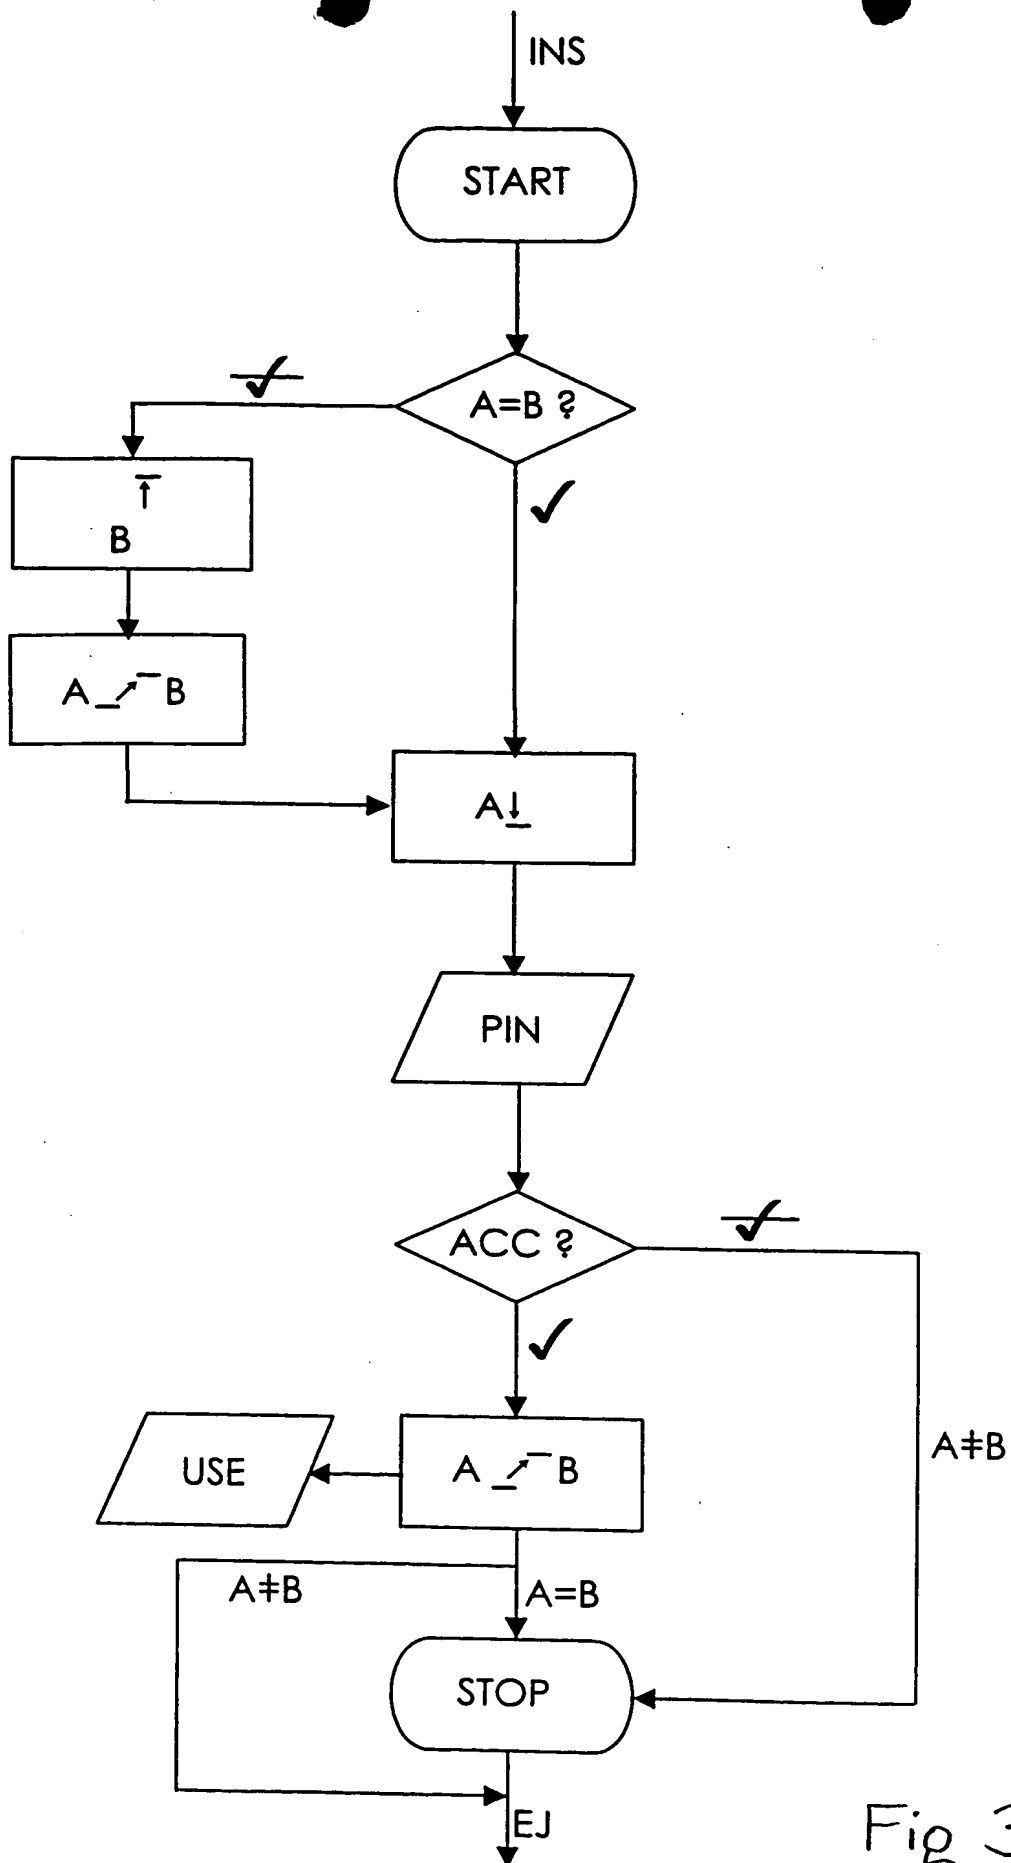 INS
START
A=B ?
B
A B
A
PIN
ACC ?
A≠B
USE
A B
A≠B
A=B
STOP
EJ
Fig 3